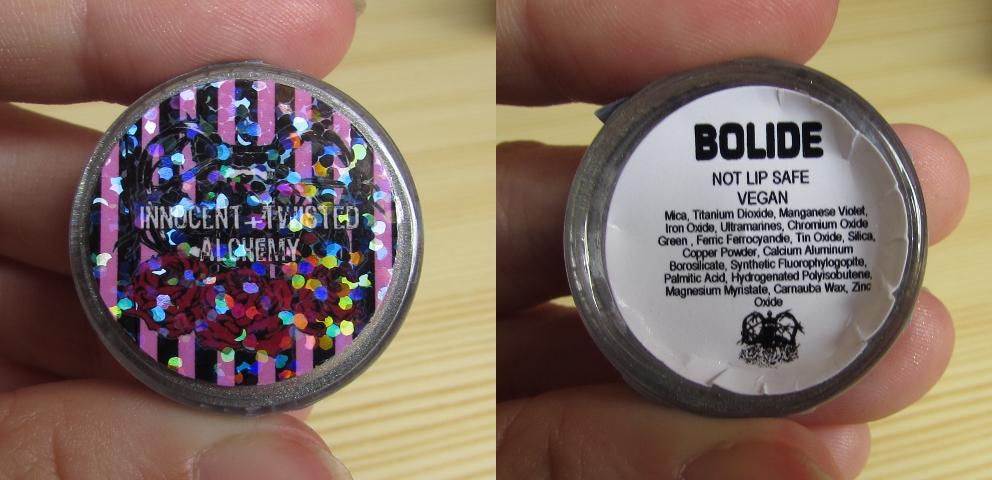 INNOCENT + TWISTED
ALCHEMY
BOLIDE
NOT LIP SAFE
VEGAN
Mica, Titanium Dioxide, Manganese Violet,
Iron Oxide, Ultramarines, Chromium Oxide
Green , Ferric Ferrocyandie, Tin Oxide, Silica,
Copper Powder, Calcium Aluminum
Borosilicate, Synthetic Fluorophylogopite,
Palmitic Acid, Hydrogenated Polyisobutene,
Magnesium Myristate, Carnauba Wax, Zinc
Oxide